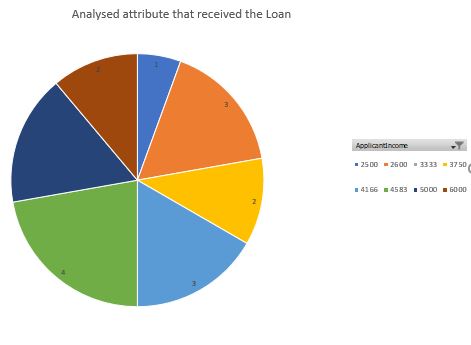 Analysed attribute that received the Loan
1
2
3
2
3
4
ApplicantIncome
2500 2600 3333 3750
4166 4583 5000 6000